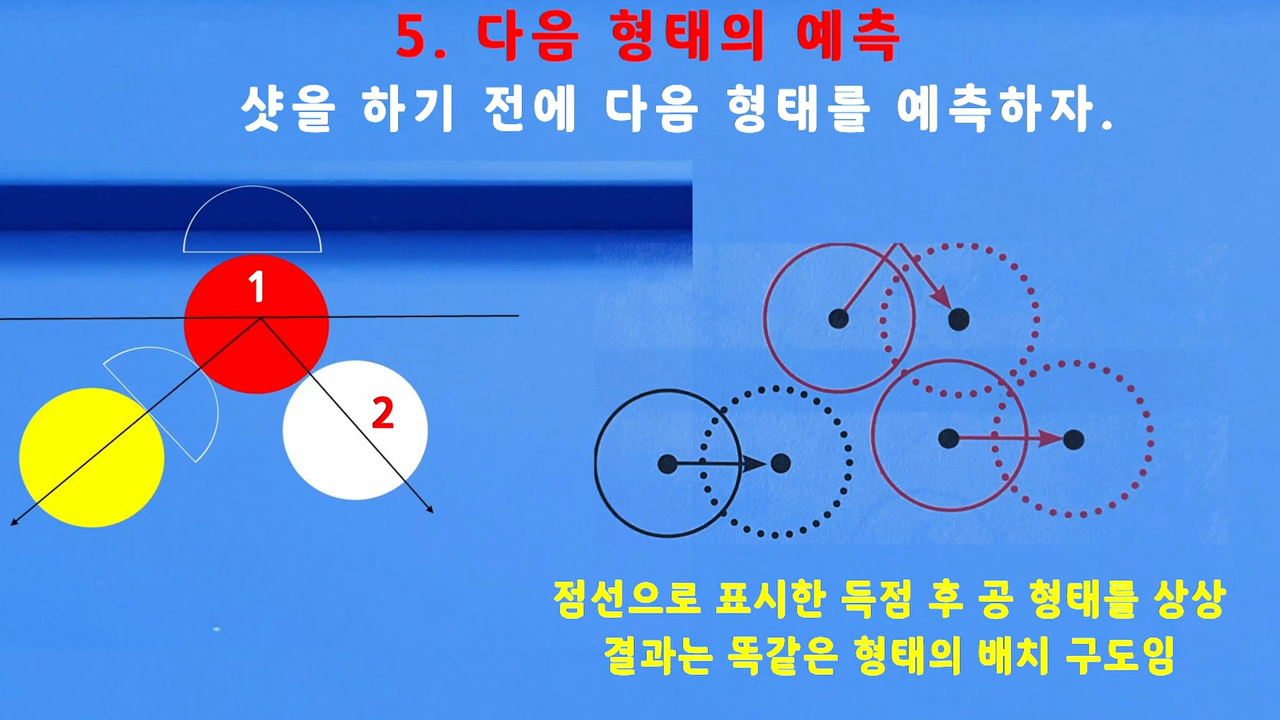 5. 다음 형태의 예측
샷을 하기 전에 다음 형태를 예측하자.
1
2
점선으로 표시한 득점 후 공 형태를 상상
결과는 똑같은 형태의 배치 구도임